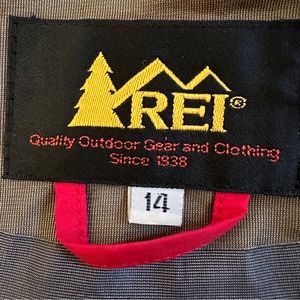 REI®
Quality Outdoor Gear and Clothing
Since 1938
14